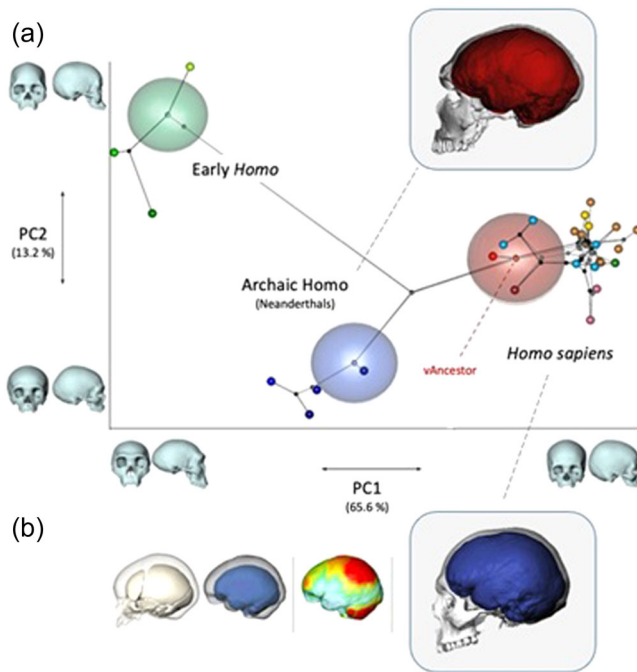 (a)
Early Homo
PC2
(13.2 %)
Archaic Homo
(Neanderthals)
vAncestor
Homo sapiens
PC1
(65.6 %)
(b)